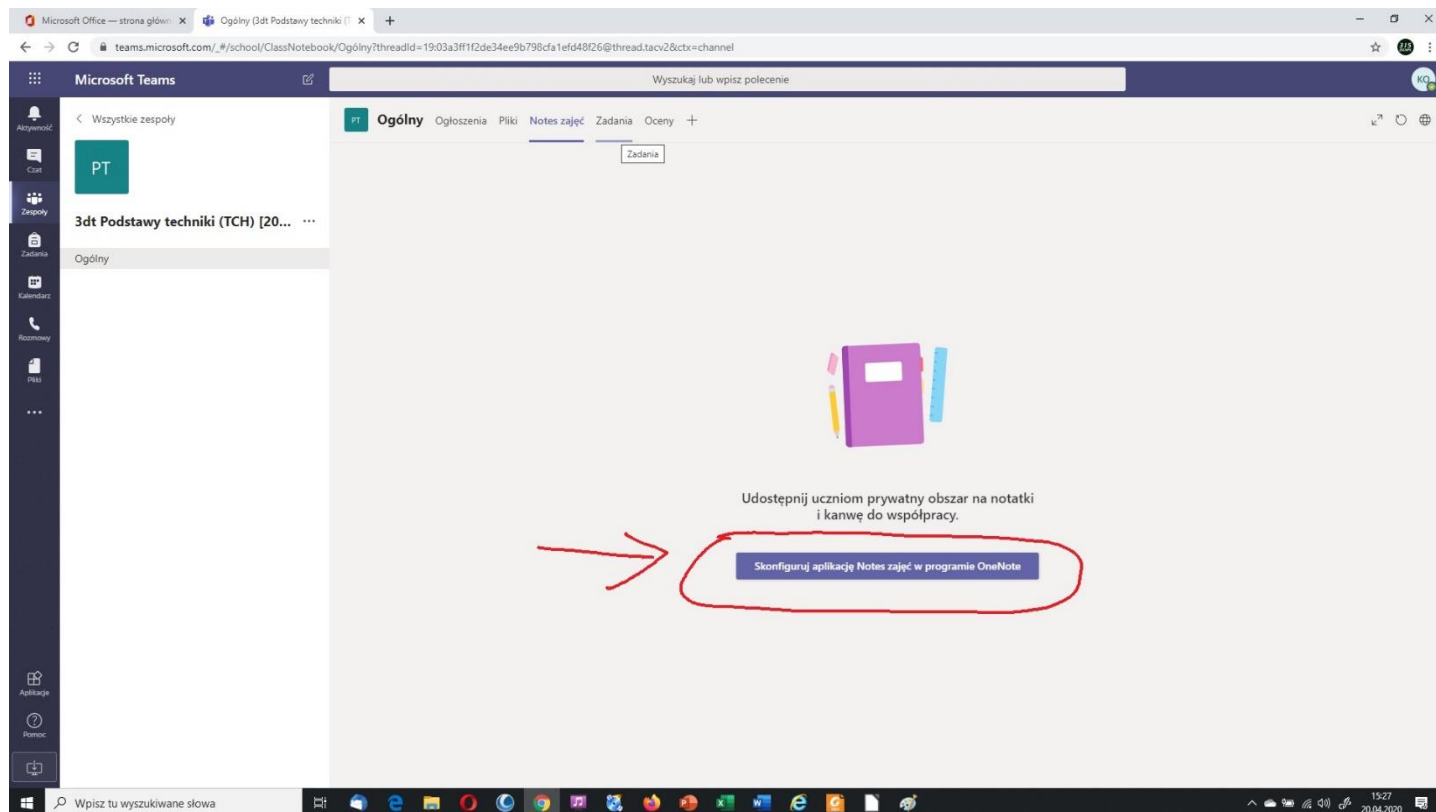 Microsoft Office — strona główn
Ogólny (3dt Podstawy techniki (T
teams.microsoft.com/_#/school/ClassNotebook/Ogólny?threadId=19:03a3ff1f2de34ee9b798cfa1efd48f26@thread.tacv2&ctx=channel
Microsoft Teams
Wyszukaj lub wpisz polecenie
KO
Aktywność
Czat
Zespoły
Zadania
Kalendarz
Rozmowy
Pliki
Aplikacje
Pomoc
Wszystkie zespoły
PT
3dt Podstawy techniki (TCH) [20...
Ogólny
PT Ogólny Ogłoszenia Pliki Notes zajęć Zadania Oceny
Zadania
Udostępnij uczniom prywatny obszar na notatki
i kanwę do współpracy.
Skonfiguruj aplikację Notes zajęć w programie OneNote
Wpisz tu wyszukiwane słowa
15:27
20.04.2020